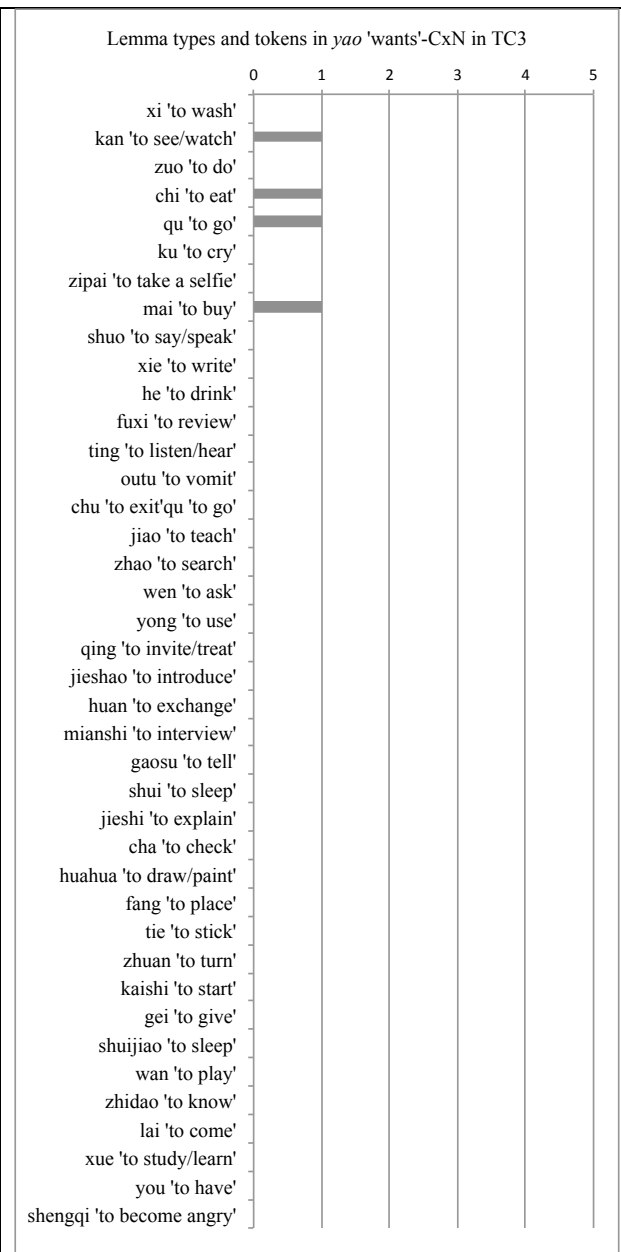 Lemma types and tokens in yao 'wants'-CxN in TC3
0 1 2 3 4 5
xi 'to wash'
kan 'to see/watch'
zuo 'to do'
chi 'to eat'
qu 'to go'
ku 'to cry'
zipai 'to take a selfie'
mai 'to buy'
shuo 'to say/speak'
xie 'to write'
he 'to drink'
fuxi 'to review'
ting 'to listen/hear'
outu 'to vomit'
chu 'to exit'qu 'to go'
jiao 'to teach'
zhao 'to search'
wen 'to ask'
yong 'to use'
qing 'to invite/treat'
jieshao 'to introduce'
huan 'to exchange'
mianshi 'to interview'
gaosu 'to tell'
shui 'to sleep'
jieshi 'to explain'
cha 'to check'
huahua 'to draw/paint'
fang 'to place'
tie 'to stick'
zhuan 'to turn'
kaishi 'to start'
gei 'to give'
shuijiao 'to sleep'
wan 'to play'
zhidao 'to know'
lai 'to come'
xue 'to study/learn'
you 'to have'
shengqi 'to become angry'